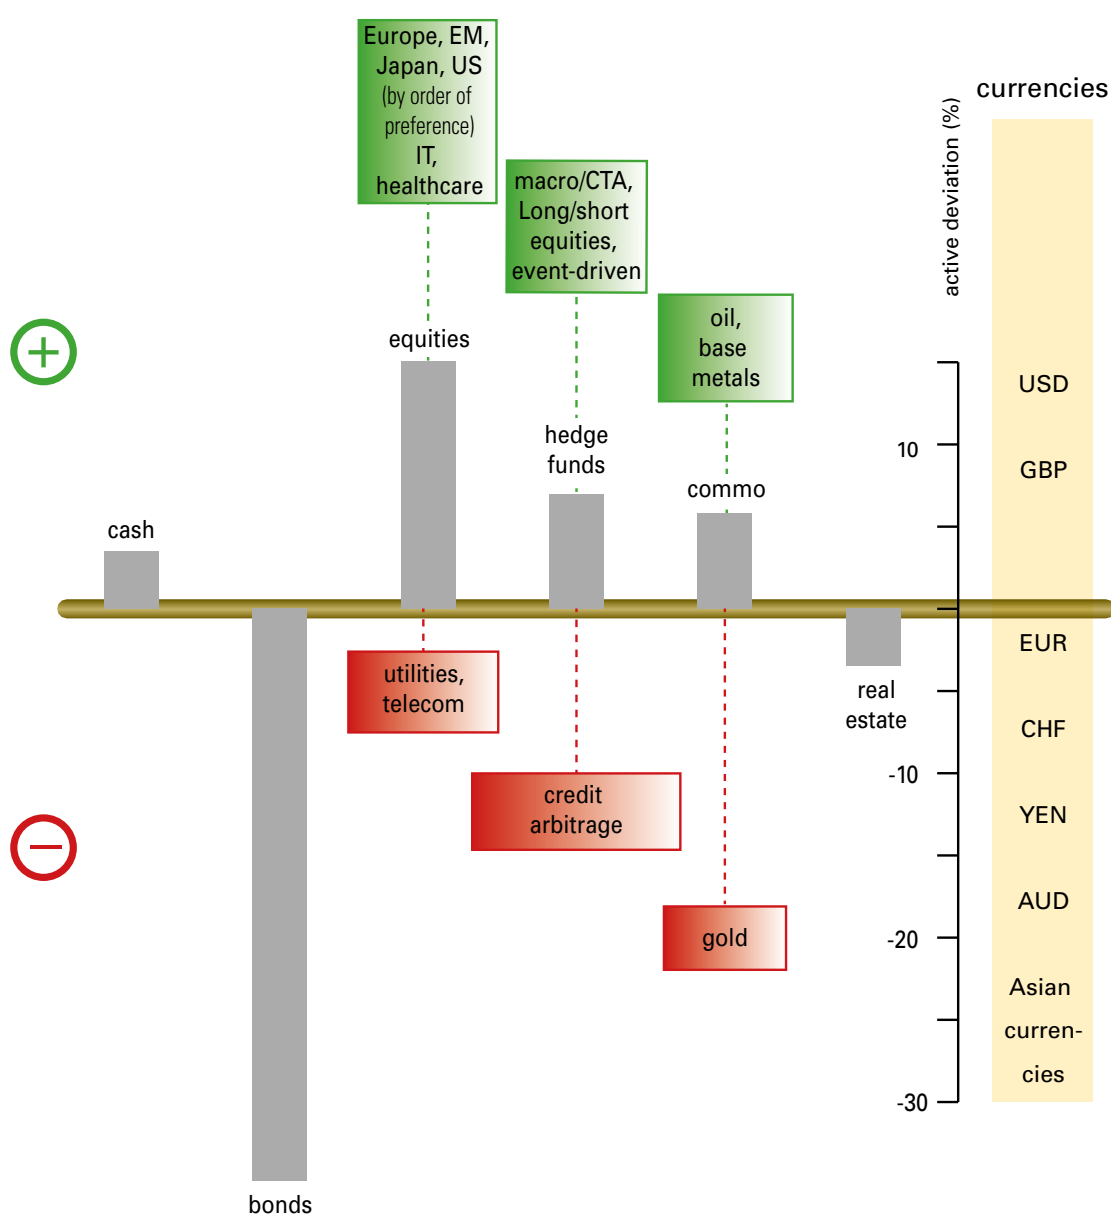 Europe, EM,
Japan, US
(by order of
preference)
IT,
healthcare
macro/CTA,
Long/short
equities,
event-driven
oil,
base
metals
equities
hedge
funds
commo
cash
utilities,
telecom
credit
arbitrage
gold
real
estate
bonds
active deviation (%)
10
-10
-20
-30
currencies
USD
GBP
EUR
CHF
YEN
AUD
Asian
curren-
cies